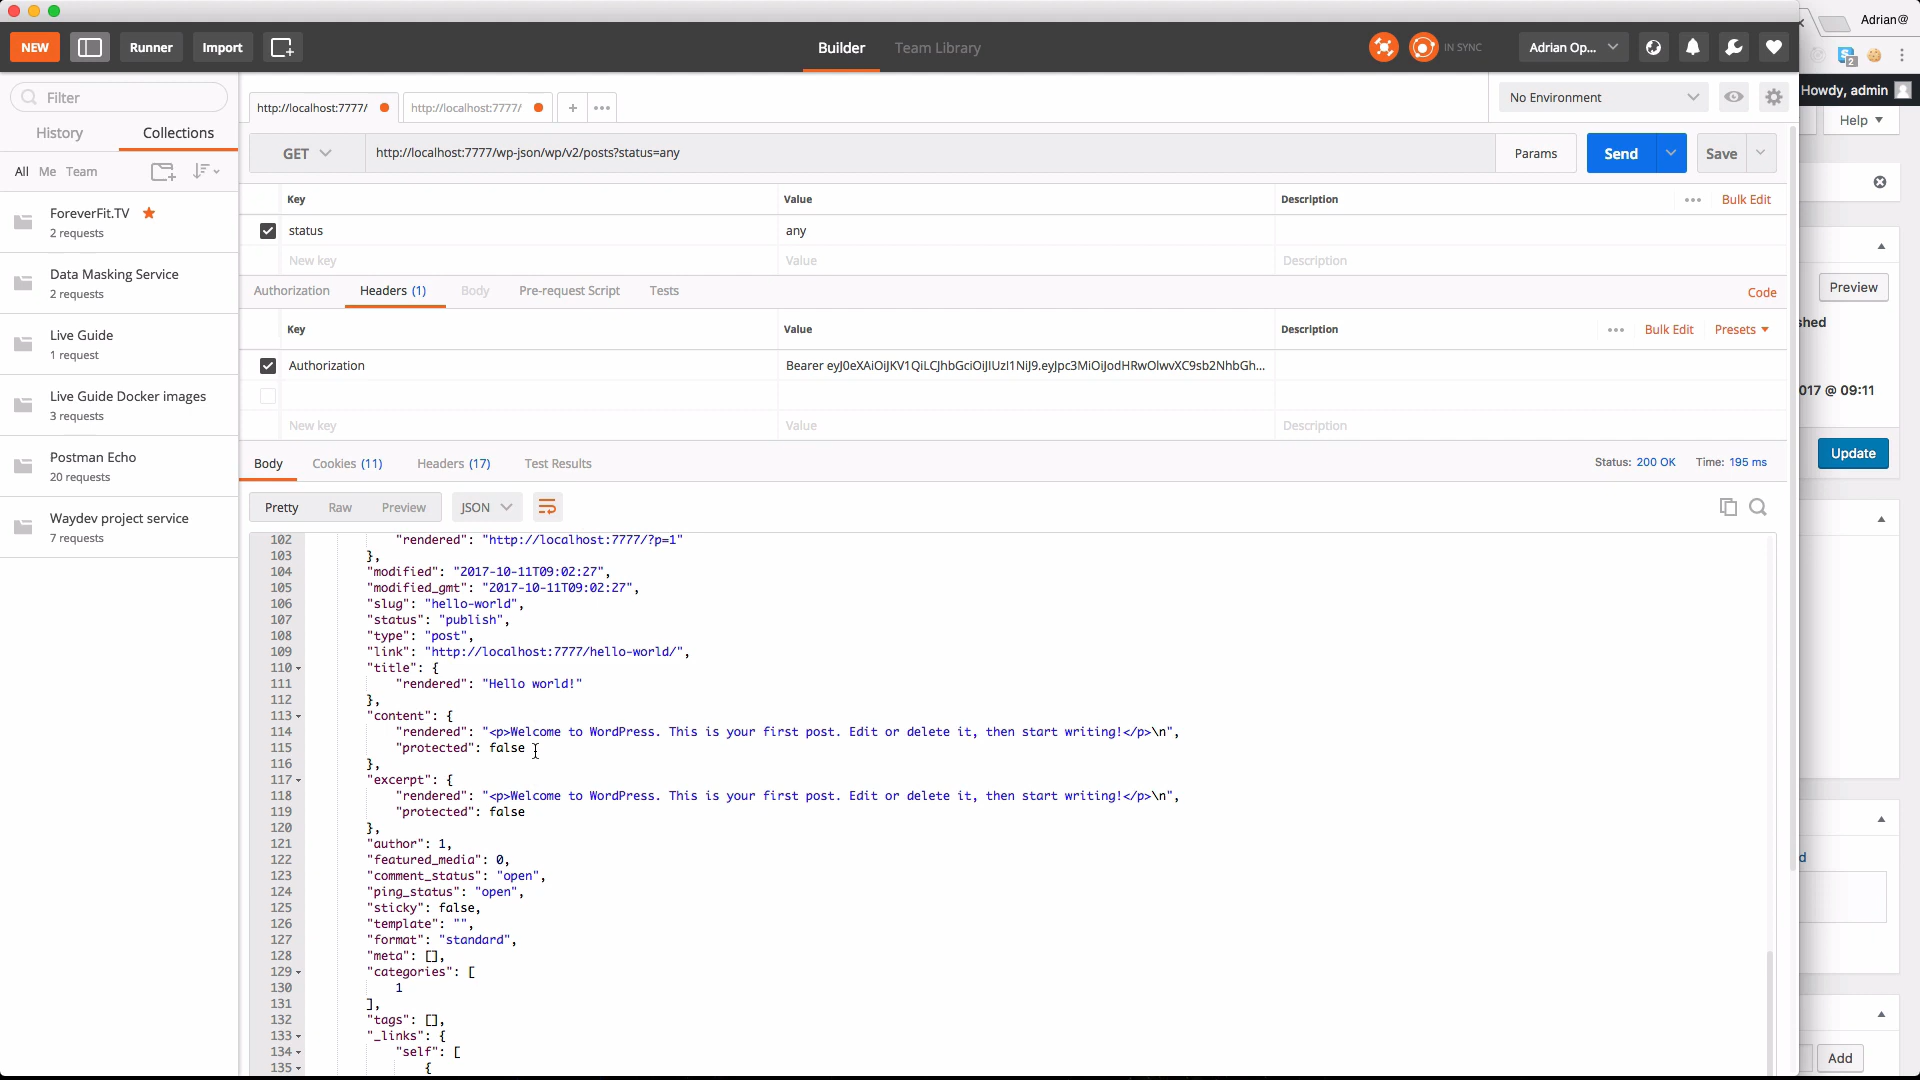 Adrian@
NEW
Runner
Import
Builder
Team Library
IN SYNC
Adrian Op...
2
Howdy, admin
Filter
History
Collections
All
Me
Team
ForeverFit.TV
2 requests
Data Masking Service
2 requests
Live Guide
1 request
Live Guide Docker images
3 requests
Postman Echo
20 requests
Waydev project service
7 requests
http://localhost:7777/
http://localhost:7777/
+
No Environment
Help
GET
http://localhost:7777/wp-json/wp/v2/posts?status=any
Params
Send
Save
Key
Value
Description
Bulk Edit
status
any
New key
Value
Description
Authorization
Headers (1)
Body
Pre-request Script
Tests
Code
Preview
Key
Value
Description
Bulk Edit
Presets
shed
Authorization
017 @ 09:11
New key
Value
Description
Body
Cookies (11)
Headers (17)
Test Results
Status: 200 OK
Time: 195 ms
Update
Pretty
Raw
Preview
JSON
102 "rendered": "http://localhost:7777/?p=1"
103 },
104 "modified": "2017-10-11T09:02:27",
105 "modified_gmt": "2017-10-11T09:02:27",
106 "slug": "hello-world",
107 "status": "publish",
108 "type": "post",
109 "link": "http://localhost:7777/hello-world/",
110 "title": {
111 "rendered": "Hello world!"
112 },
113 "content": {
114 "rendered": "<p>Welcome to WordPress. This is your first post. Edit or delete it, then start writing!</p>\n",
115 "protected": false
116 },
117 "excerpt": {
118 "rendered": "<p>Welcome to WordPress. This is your first post. Edit or delete it, then start writing!</p>\n",
119 "protected": false
120 },
121 "author": 1,
122 "featured_media": 0,
123 "comment_status": "open",
124 "ping_status": "open",
125 "sticky": false,
126 "template": "",
127 "format": "standard",
128 "meta": [],
129 "categories": [
130 1
131 ],
132 "tags": [],
133 "_links": {
134 "self": [
135 {
d
Add